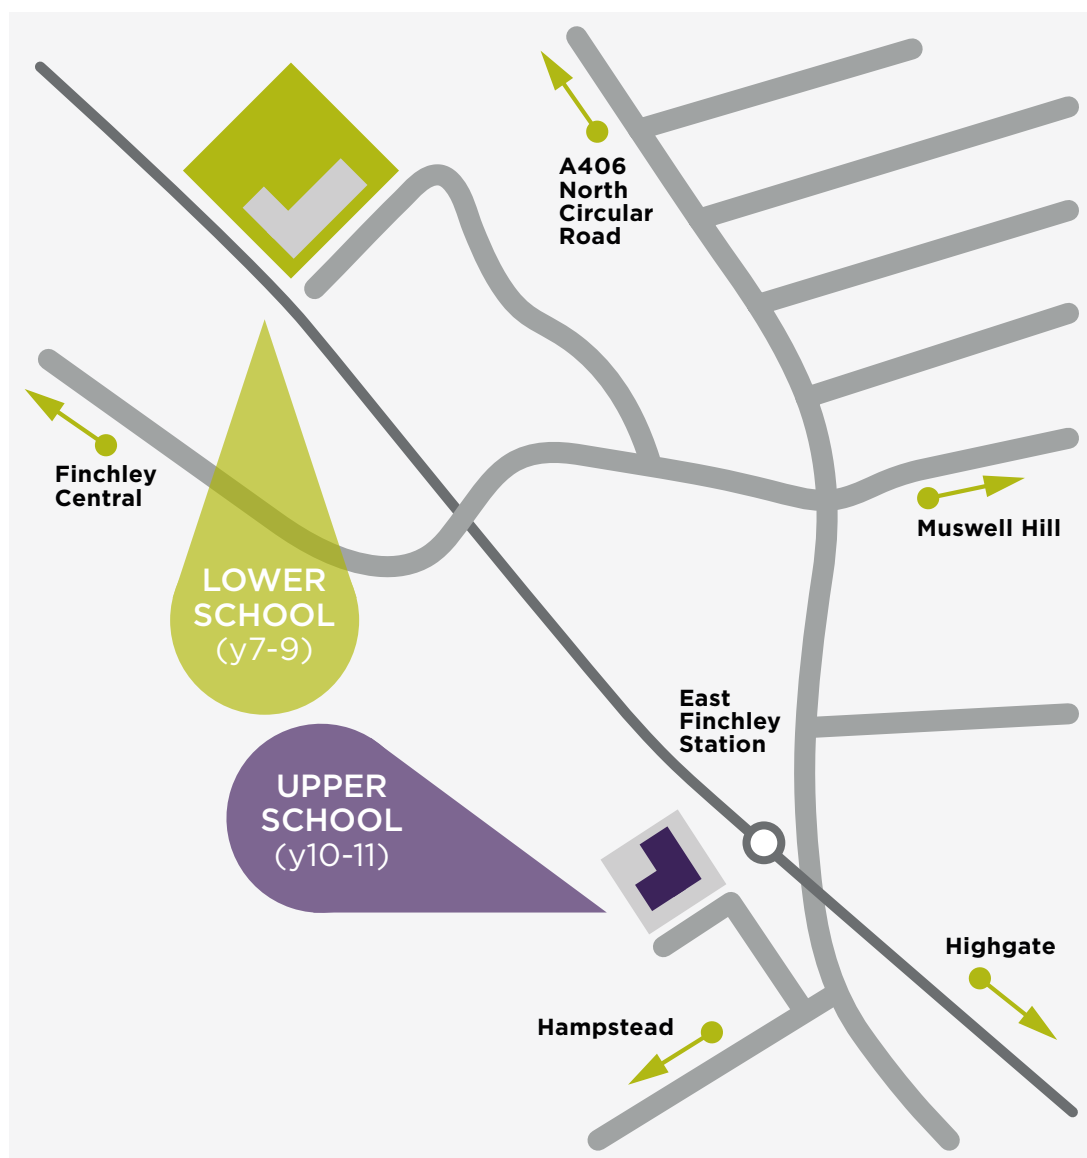 A406
North
Circular
Road
Finchley
Central
Muswell Hill
LOWER
SCHOOL
(y7-9)
East
Finchley
Station
UPPER
SCHOOL
(y10-11)
Highgate
Hampstead